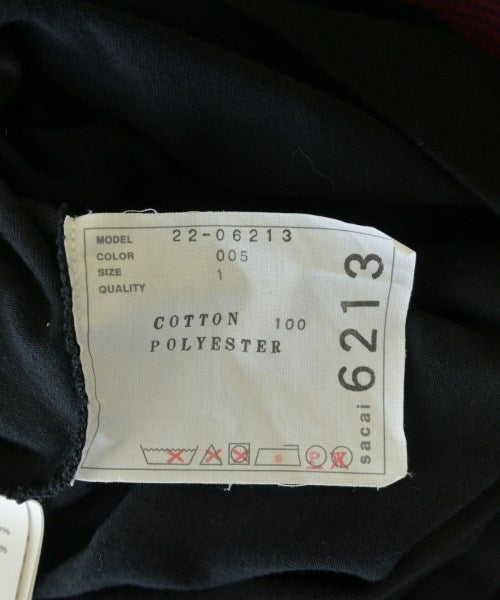 MODEL 22-06213
COLOR 005
SIZE 1
QUALITY
COTTON 100
POLYESTER
sacai 6213
P